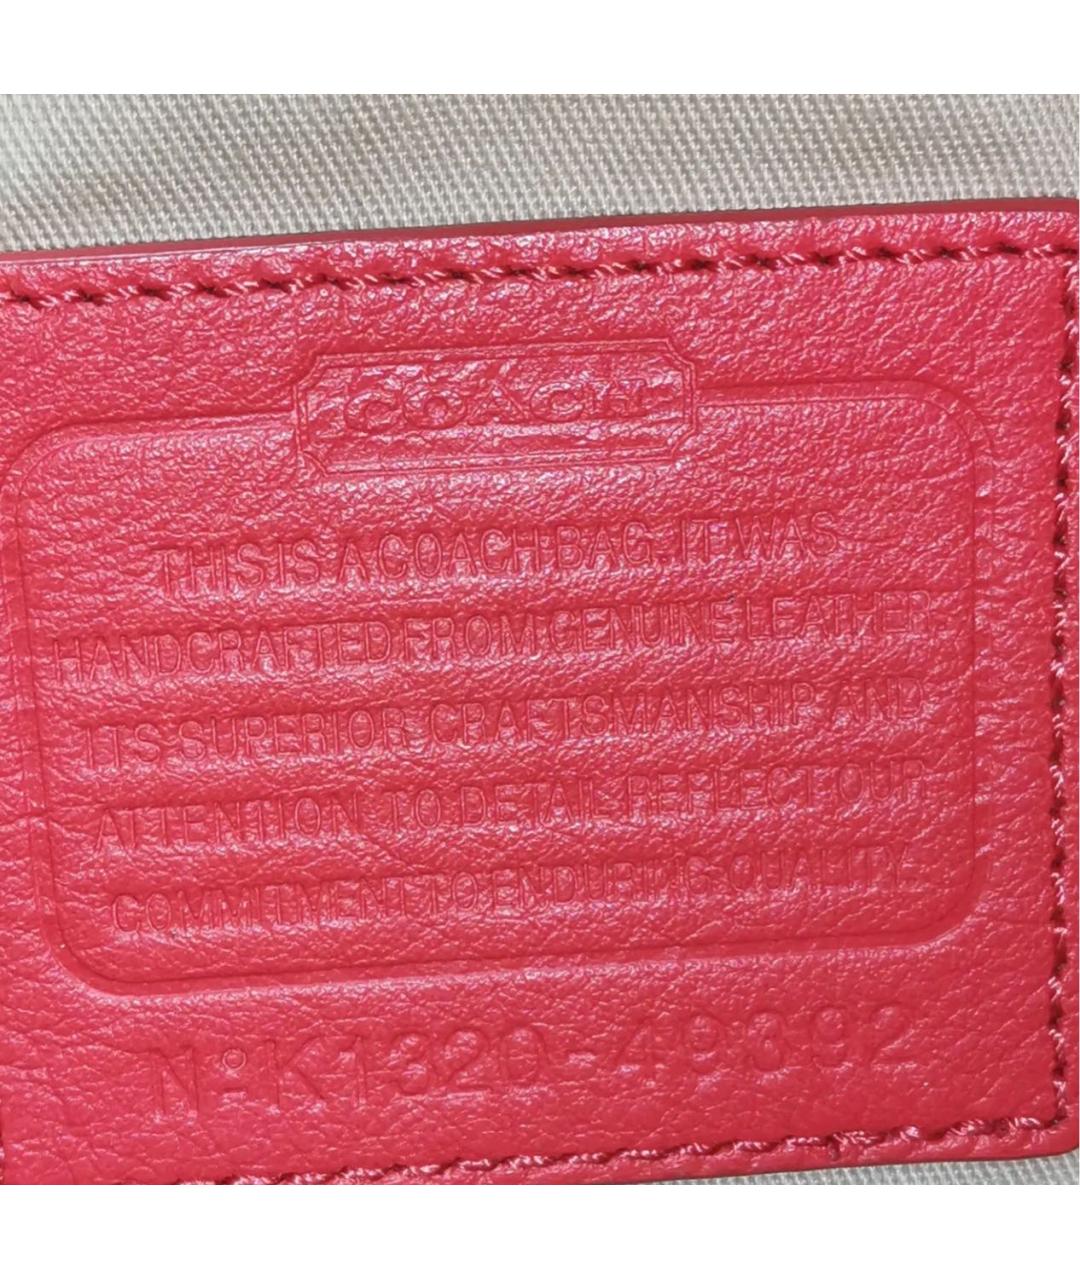 COACH
THIS IS A COACH BAG. IT WAS
HANDCRAFTED FROM GENUINE LEATHER.
ITS SUPERIOR CRAFTSMANSHIP AND
ATTENTION TO DETAIL REFLECT OUR
COMMITMENT TO ENDURING QUALITY.
Nº K1320-49392